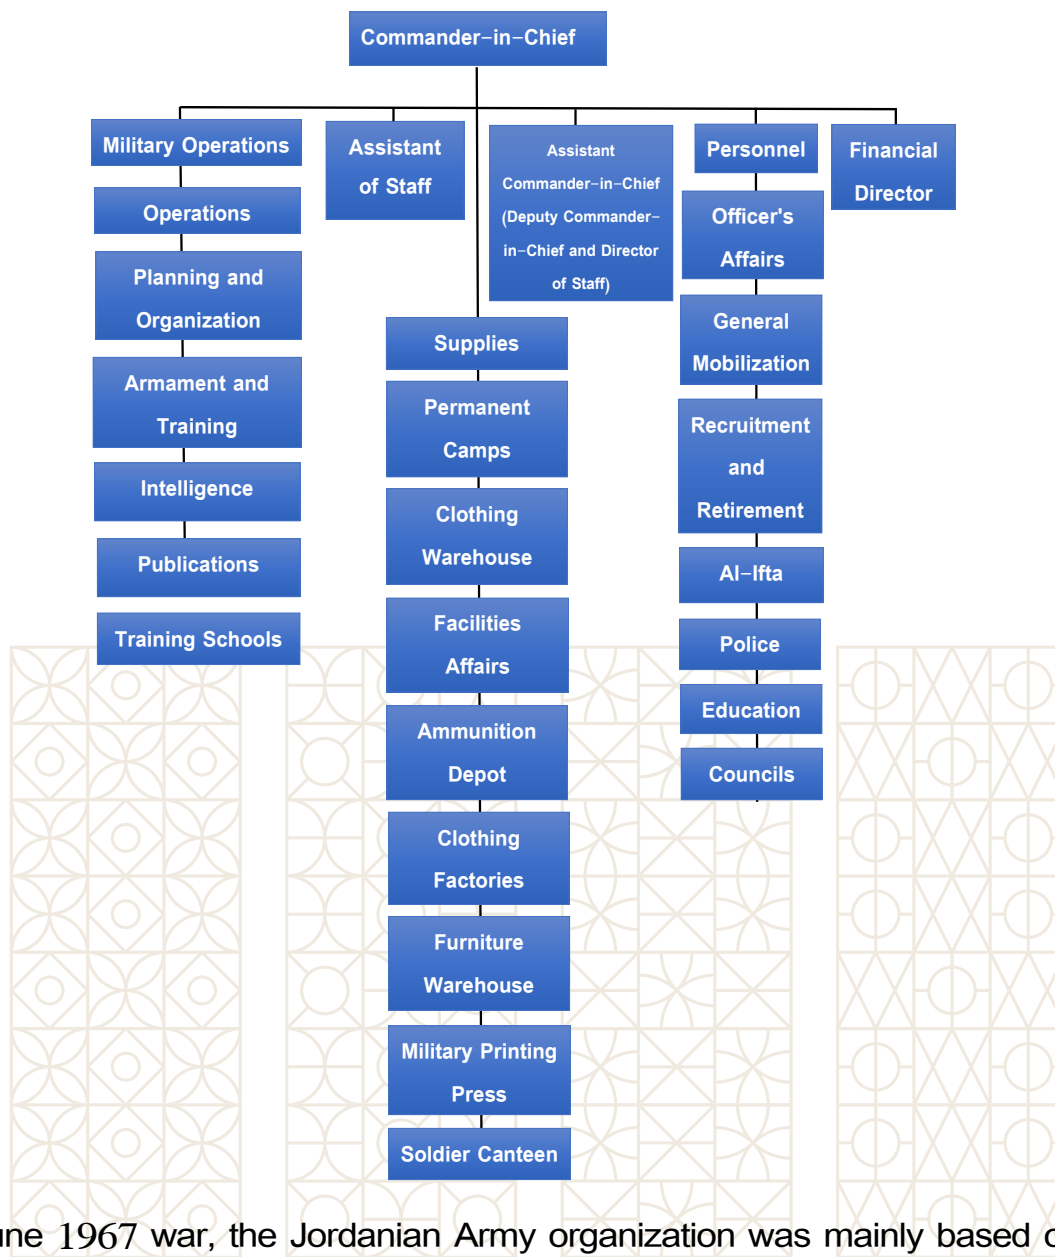 Commander-in-Chief
Military Operations
Operations
Planning and
Organization
Armament and
Training
Intelligence
Publications
Training Schools
Assistant
of Staff
Supplies
Permanent
Camps
Clothing
Warehouse
Facilities
Affairs
Ammunition
Depot
Clothing
Factories
Furniture
Warehouse
Military Printing
Press
Soldier Canteen
Assistant
Commander-in-Chief
(Deputy Commander-
in-Chief and Director
of Staff)
Personnel
Officer's
Affairs
General
Mobilization
Recruitment
and
Retirement
Al-Ifta
Police
Education
Councils
Financial
Director
1967 war, the Jordanian Army organization was mainly based